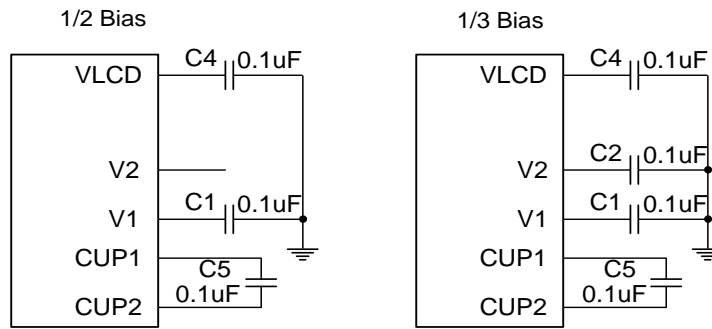 1/2 Bias
VLCD
C4
0.1uF
V2
V1
C1
0.1uF
CUP1
C5
0.1uF
CUP2
1/3 Bias
VLCD
C4
0.1uF
V2
C2
0.1uF
V1
C1
0.1uF
CUP1
C5
0.1uF
CUP2